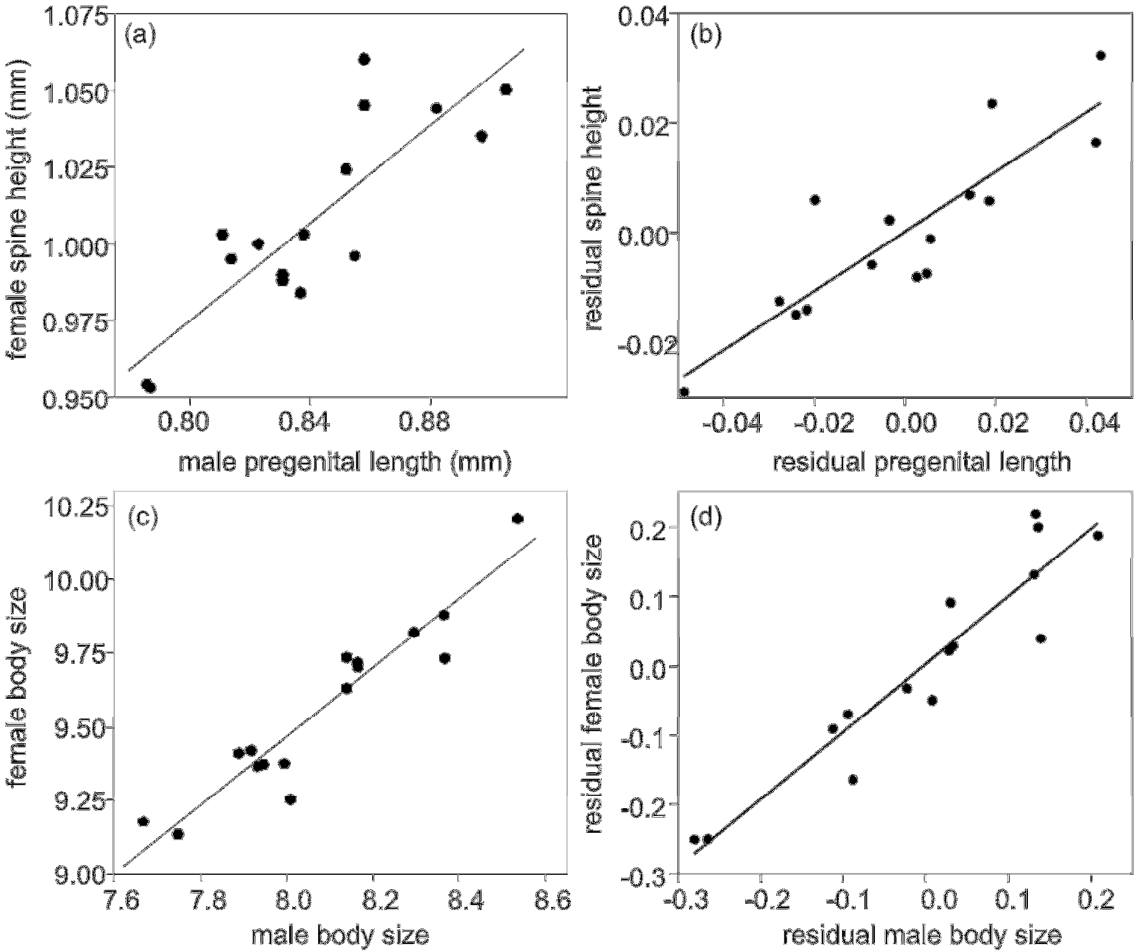 (a)
1.075
1.050
1.025
1.000
0.975
0.950
female spine height (mm)
0.80 0.84 0.88
male pregenital length (mm)
(b)
0.04
0.02
0.00
-0.02
residual spine height
-0.04 -0.02 0.00 0.02 0.04
residual pregenital length
(c)
10.25
10.00
9.75
9.50
9.25
9.00
female body size
7.6 7.8 8.0 8.2 8.4 8.6
male body size
(d)
0.2
0.1
0.0
-0.1
-0.2
-0.3
residual female body size
-0.3 -0.2 -0.1 0.0 0.1 0.2
residual male body size